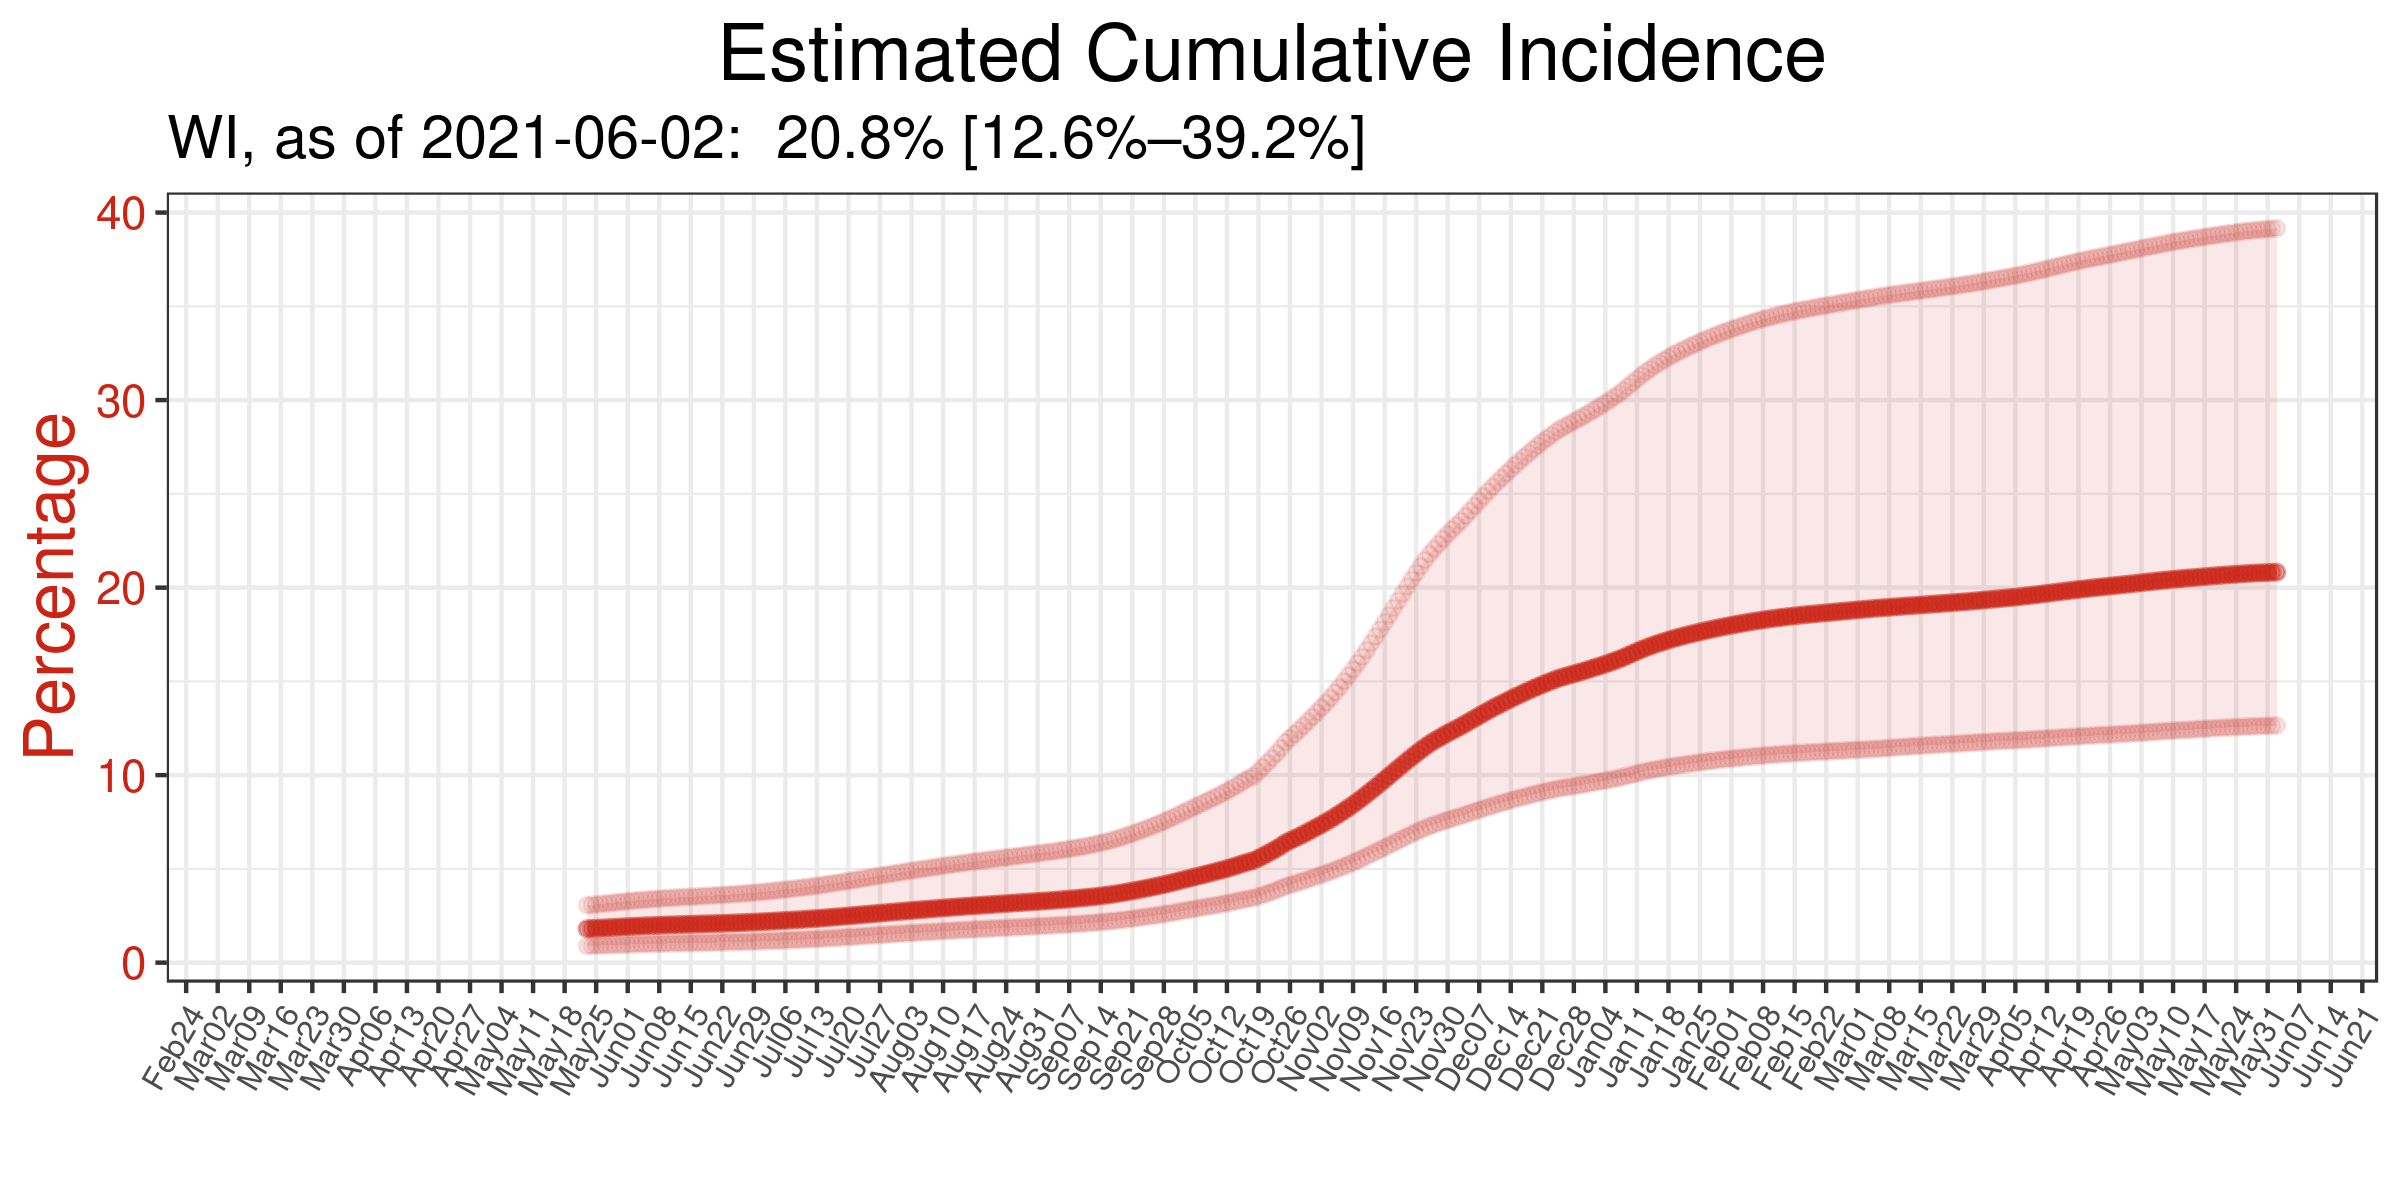 Estimated Cumulative Incidence
WI, as of 2021-06-02:  20.8% [12.6%–39.2%]
Percentage
40
30
20
10
0
Feb24
Mar02
Mar09
Mar16
Mar23
Mar30
Apr06
Apr13
Apr20
Apr27
May04
May11
May18
May25
Jun01
Jun08
Jun15
Jun22
Jun29
Jul06
Jul13
Jul20
Jul27
Aug03
Aug10
Aug17
Aug24
Aug31
Sep07
Sep14
Sep21
Sep28
Oct05
Oct12
Oct19
Oct26
Nov02
Nov09
Nov16
Nov23
Nov30
Dec07
Dec14
Dec21
Dec28
Jan04
Jan11
Jan18
Jan25
Feb01
Feb08
Feb15
Feb22
Mar01
Mar08
Mar15
Mar22
Mar29
Apr05
Apr12
Apr19
Apr26
May03
May10
May17
May24
May31
Jun07
Jun14
Jun21